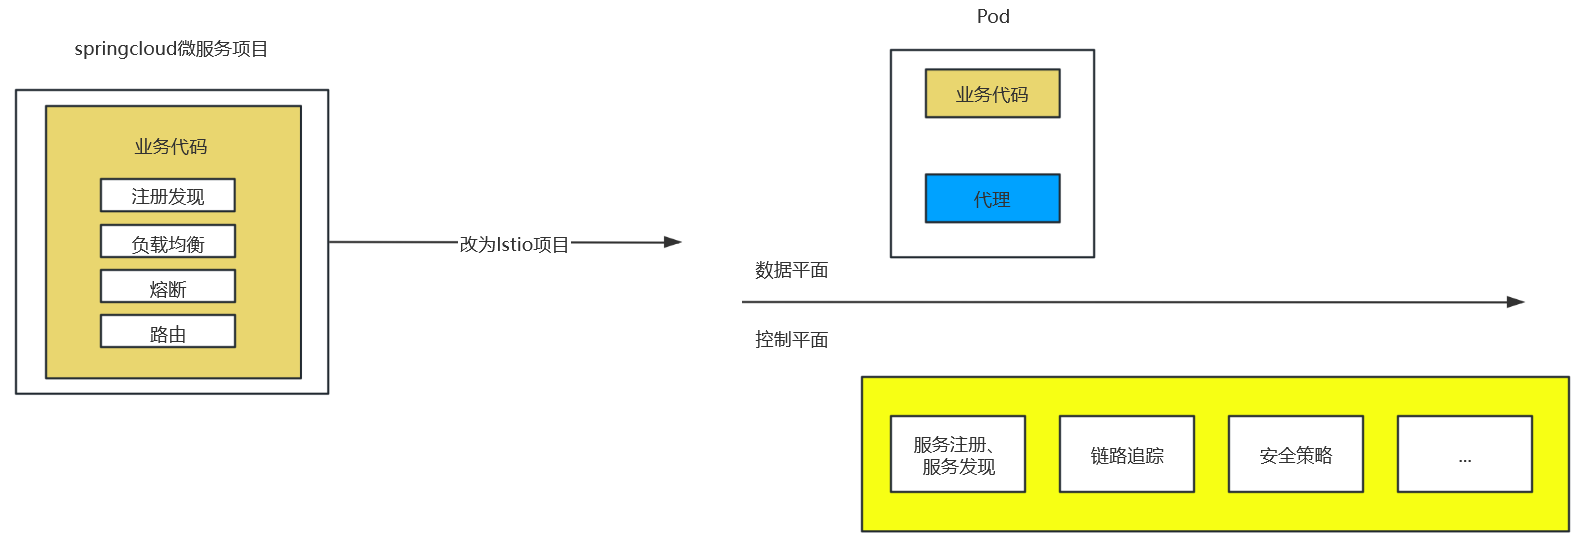 springcloud微服务项目
业务代码
注册发现
负载均衡
熔断
路由
改为Istio项目
Pod
业务代码
代理
数据平面
控制平面
服务注册、
服务发现
链路追踪
安全策略
...